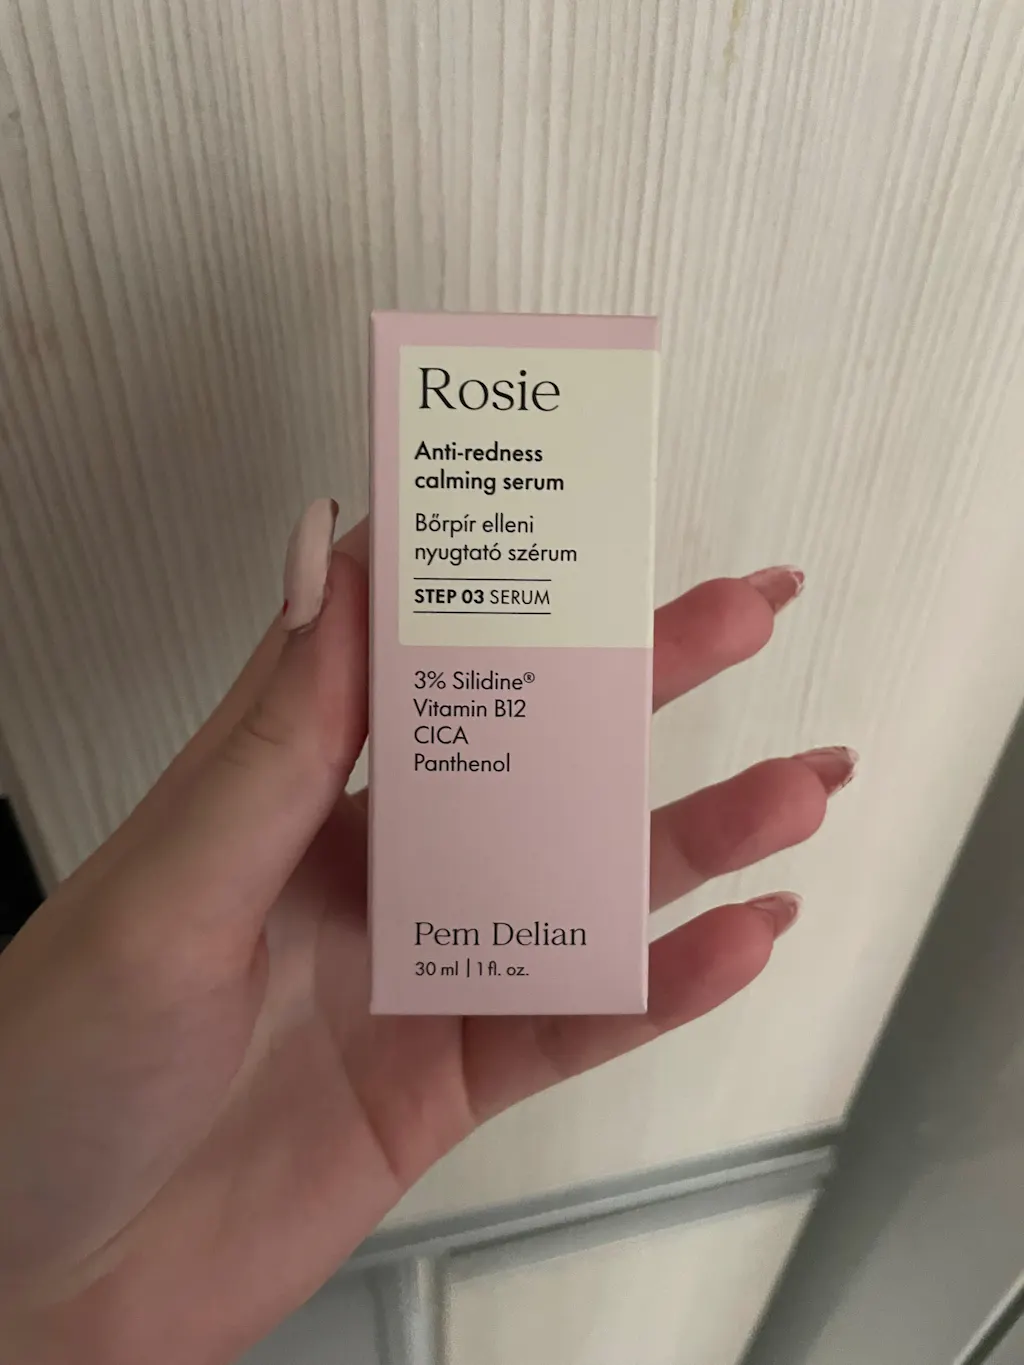 Rosie
Anti-redness
calming serum
Bőrpír elleni
nyugtató szérum
STEP 03 SERUM
3% Silidine®
Vitamin B12
CICA
Panthenol
Pem Delian
30 ml | 1 fl. oz.